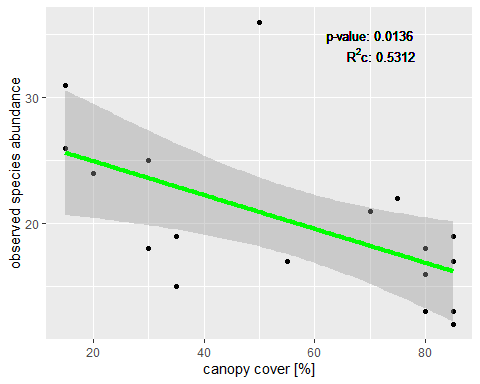 p-value: 0.0136
R²c: 0.5312
30
20
observed species abundance
20
40
60
80
canopy cover [%]